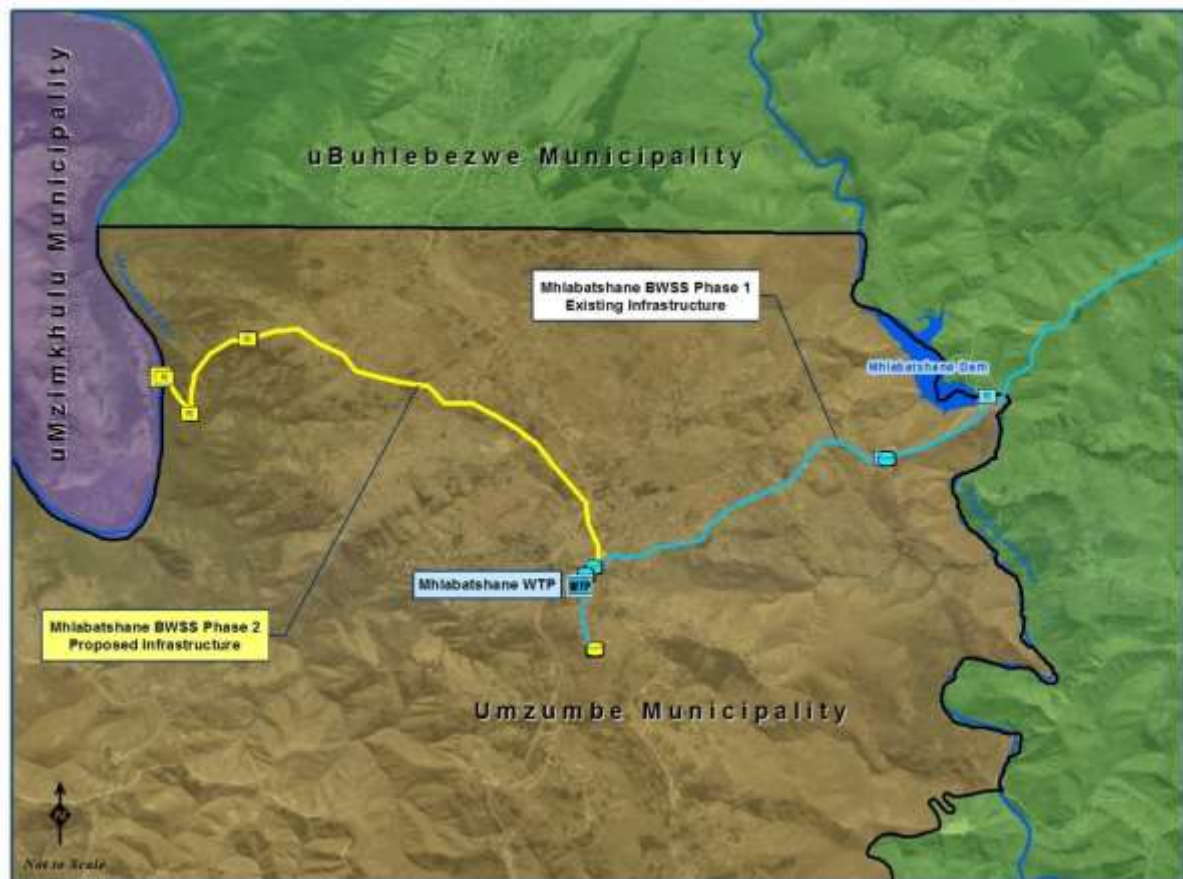 uMzimkhulu Municipality
uBuhlebezwe Municipality
Mhlabatshane BWSS Phase 1
Existing Infrastructure
Mhlabatshane Dam
Mhlabatshane WTP
WTP
Mhlabatshane BWSS Phase 2
Proposed Infrastructure
Umzumbe Municipality
N
Not to Scale